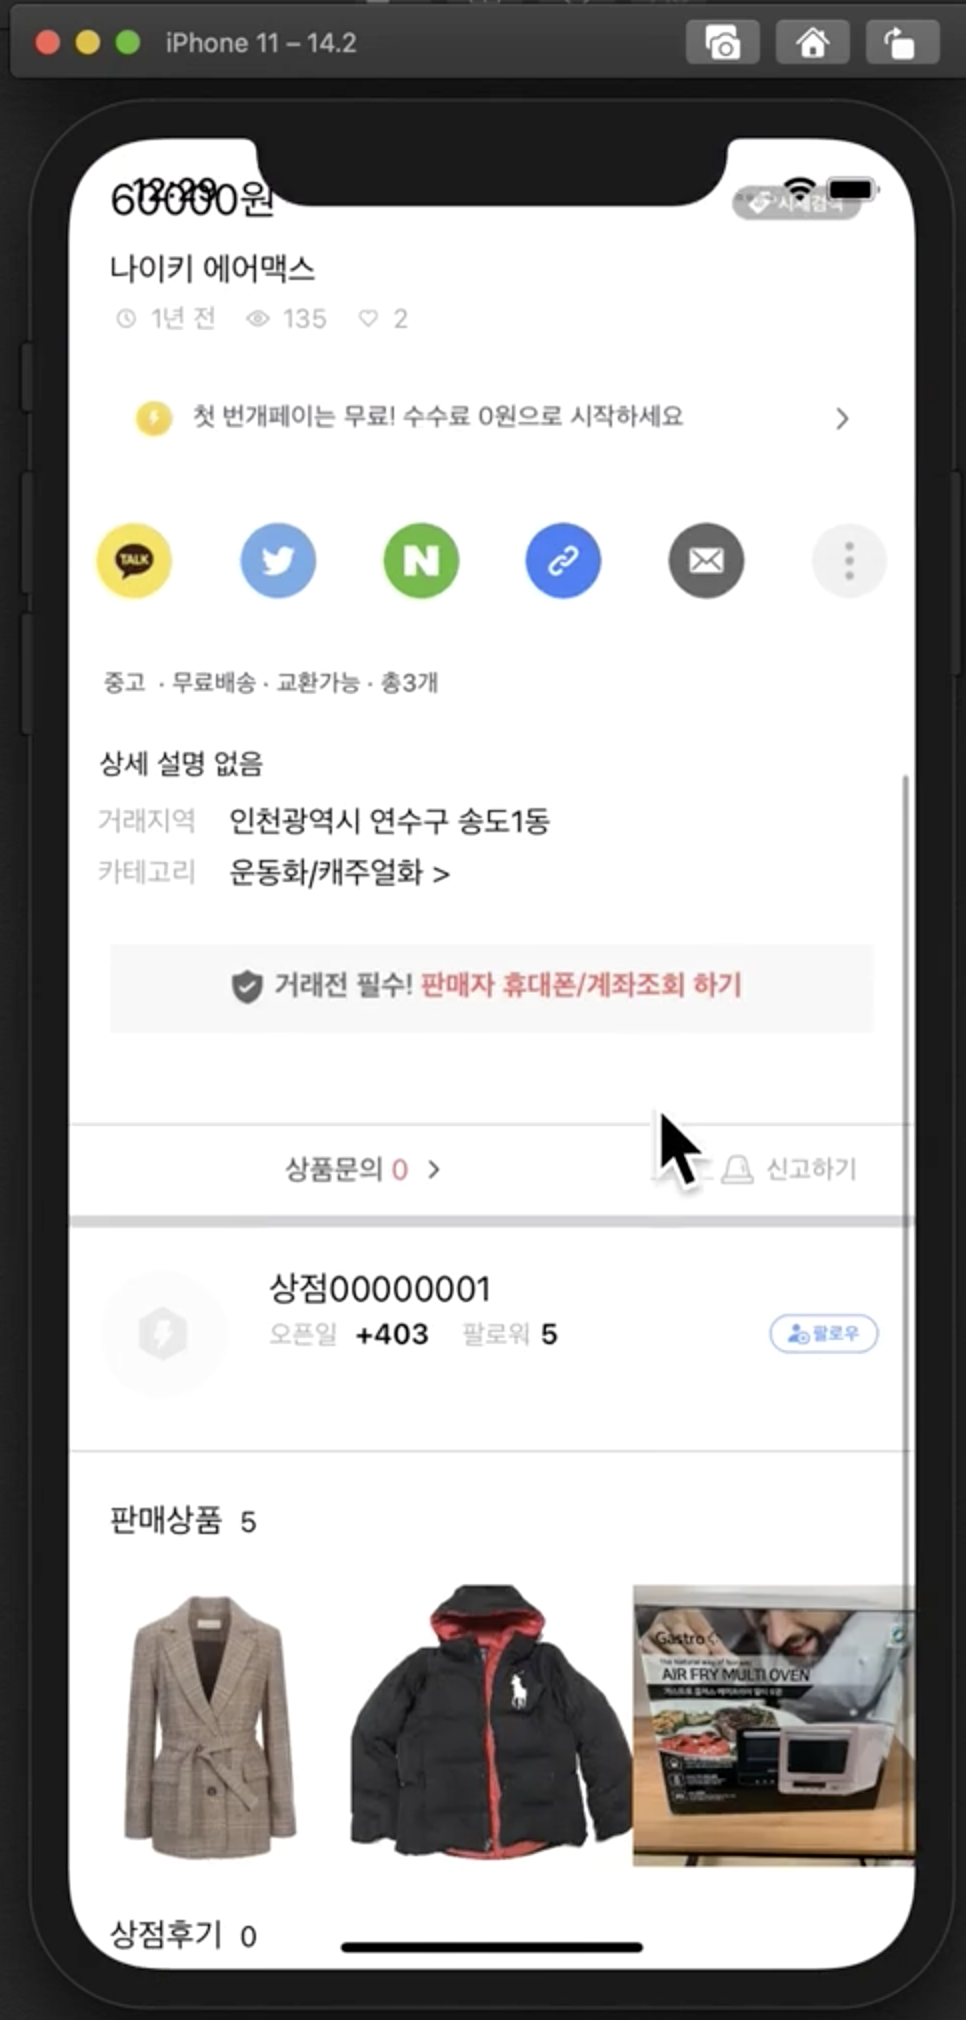 iPhone 11 – 14.2
12:29
60000원
시세검색
나이키 에어맥스
1년 전 135 2
첫 번개페이는 무료! 수수료 0원으로 시작하세요
TALK
N
중고 · 무료배송 · 교환가능 · 총3개
상세 설명 없음
거래지역 인천광역시 연수구 송도1동
카테고리 운동화/캐주얼화 >
거래전 필수! 판매자 휴대폰/계좌조회 하기
상품문의 0 >
신고하기
상점00000001
오픈일 +403 팔로워 5
팔로우
판매상품 5
Gastro
The Natural way of
AIR FRY MULTI OVEN
상점후기 0